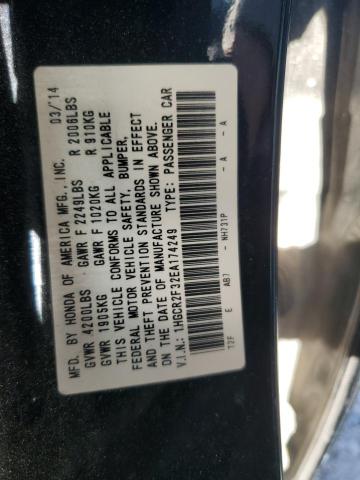 MFD. BY HONDA OF AMERICA MFG., INC. 03/'14
GVWR 4200LBS GAWR F 2249LBS R 2000LBS
GVWR 1905KG GAWR F 1020KG R 910KG
THIS VEHICLE CONFORMS TO ALL APPLICABLE
FEDERAL MOTOR VEHICLE SAFETY, BUMPER,
AND THEFT PREVENTION STANDARDS IN EFFECT
ON THE DATE OF MANUFACTURE SHOWN ABOVE.
V.I.N.: 1HGCR2F32EA174249 TYPE: PASSENGER CAR
T2F E AB7 - NH731P - A - A